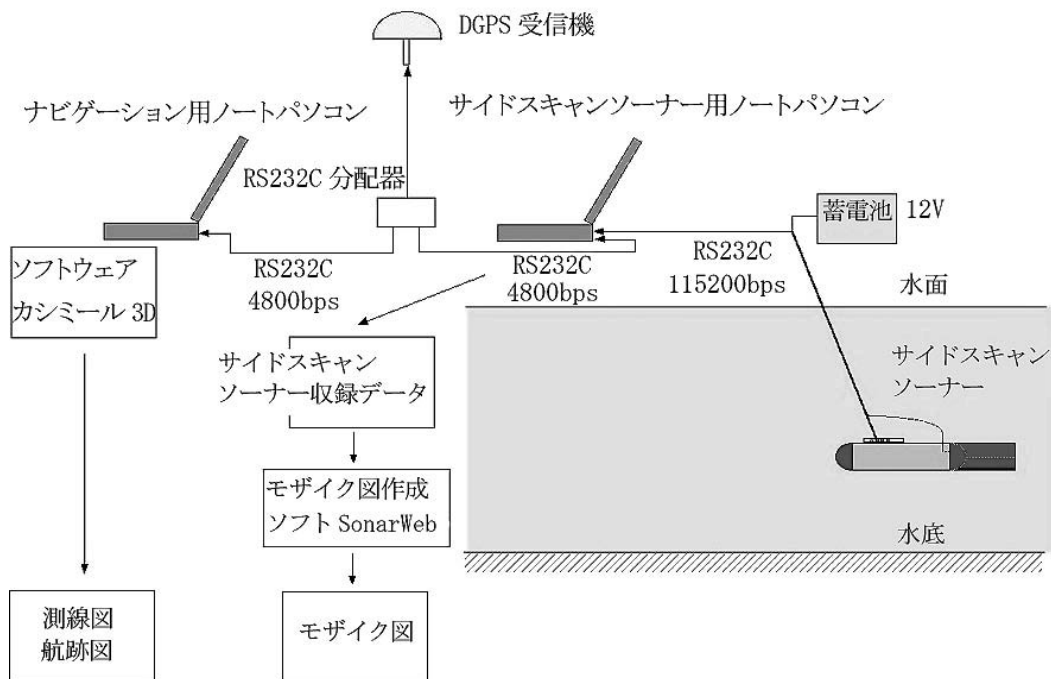 DGPS 受信機
ナビゲーション用ノートパソコン
サイドスキャンソーナー用ノートパソコン
RS232C 分配器
蓄電池 12V
ソフトウェア
カシミール 3D
RS232C
4800bps
RS232C
4800bps
RS232C
115200bps
水面
サイドスキャン
ソーナー収録データ
サイドスキャン
ソーナー
モザイク図作成
ソフト SonarWeb
水底
測線図
航跡図
モザイク図